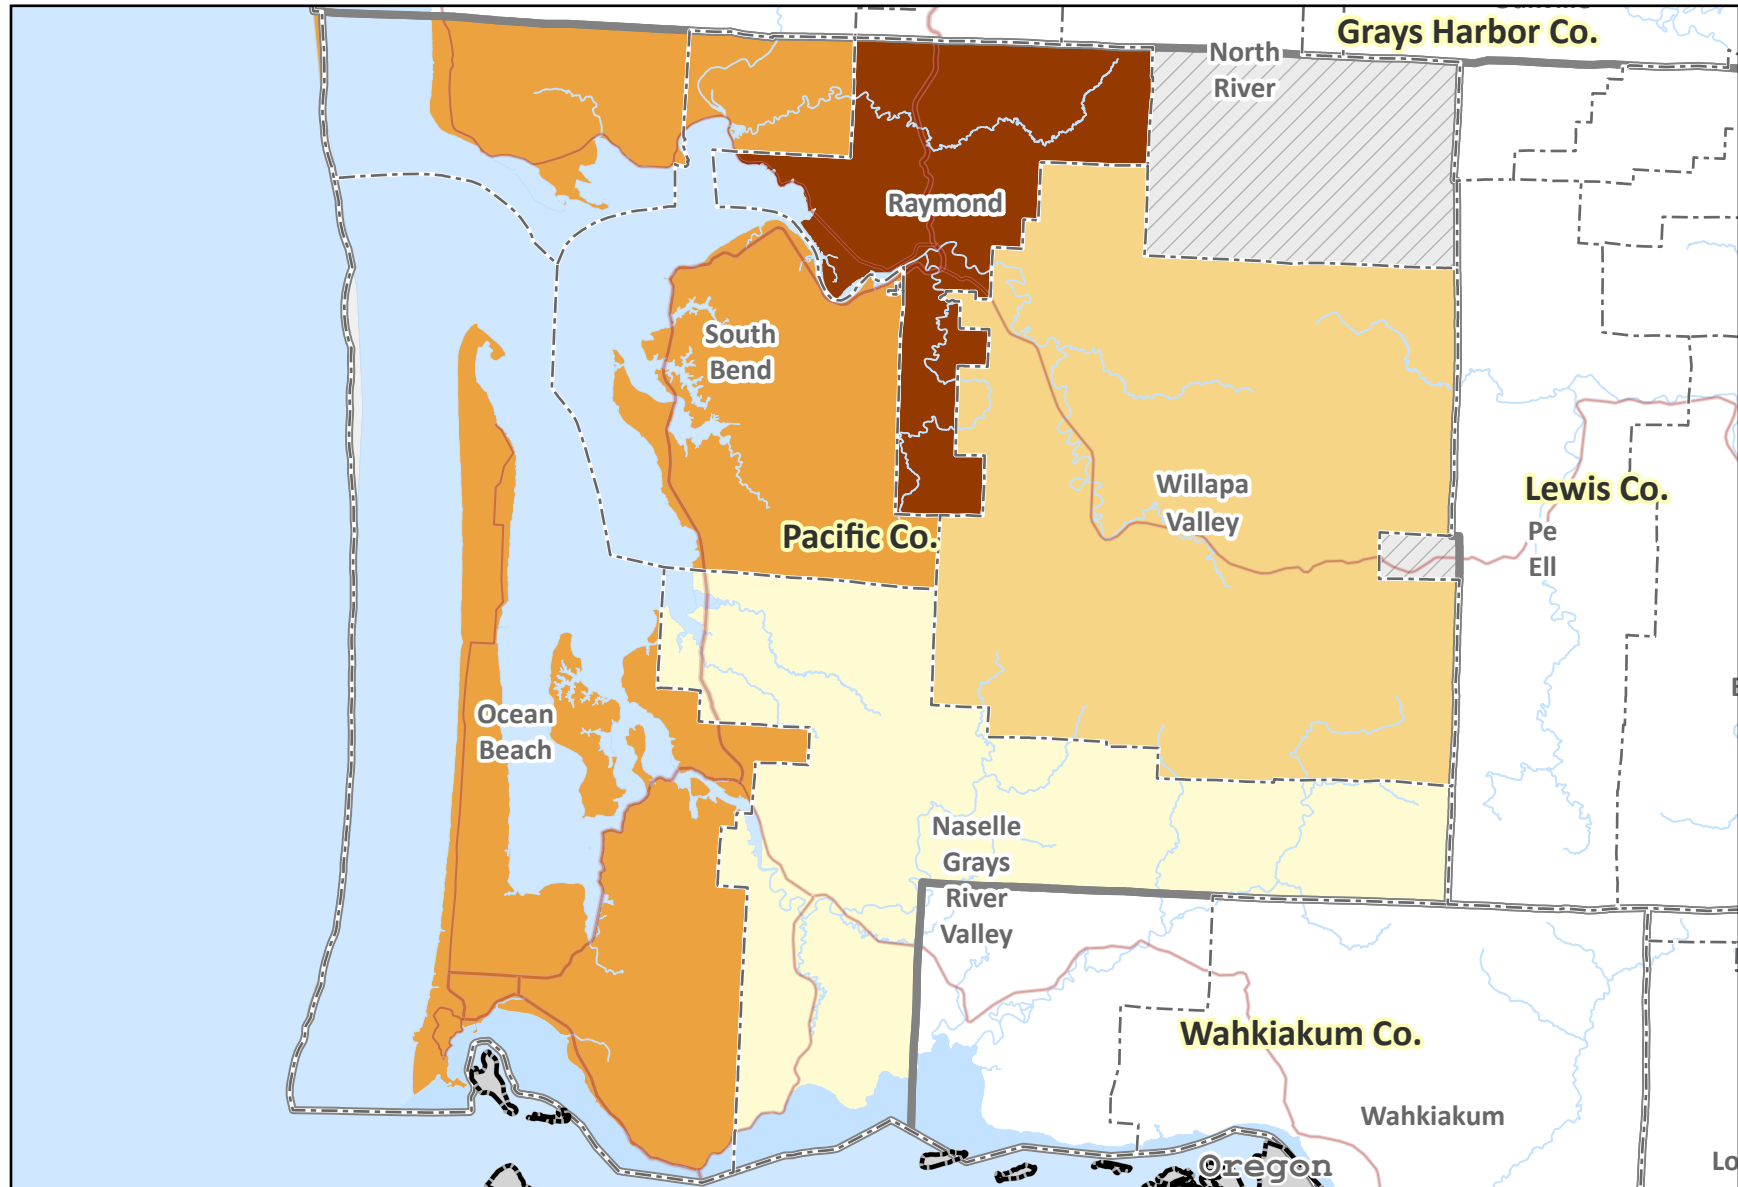 Grays Harbor Co.
North
River
Raymond
South
Bend
Willapa
Valley
Lewis Co.
Pacific Co.
Pe
Ell
Ocean
Beach
Naselle
Grays
River
Valley
Wahkiakum Co.
Wahkiakum
Oregon